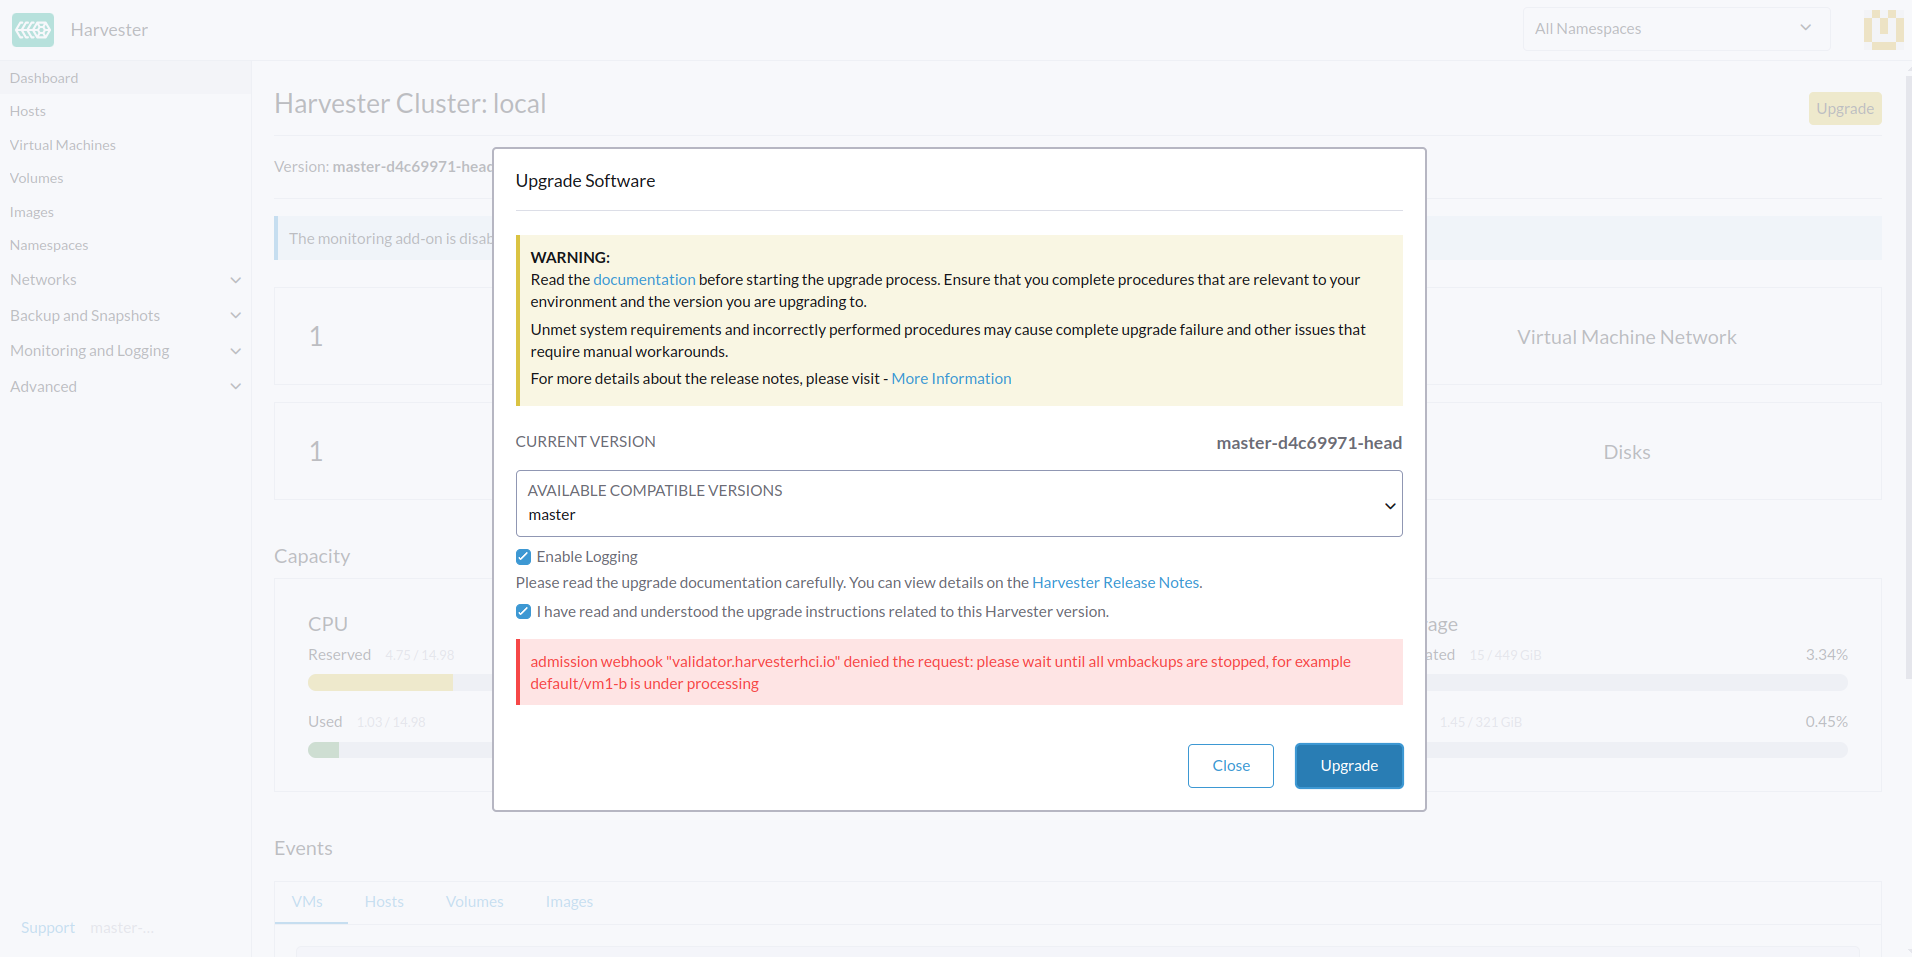 Harvester
All Namespaces
Dashboard
Hosts
Virtual Machines
Volumes
Images
Namespaces
Networks
Backup and Snapshots
Monitoring and Logging
Advanced
Support master-...
Harvester Cluster: local
Upgrade
Version: master-d4c69971-head
The monitoring add-on is disab
1
Virtual Machine Network
1
Disks
Capacity
CPU
Reserved 4.75 / 14.98
Used 1.03 / 14.98
rage
ated 15 / 449 GiB 3.34%
1.45 / 321 GiB 0.45%
Events
VMs Hosts Volumes Images
Upgrade Software
WARNING:
Read the documentation before starting the upgrade process. Ensure that you complete procedures that are relevant to your
environment and the version you are upgrading to.
Unmet system requirements and incorrectly performed procedures may cause complete upgrade failure and other issues that
require manual workarounds.
For more details about the release notes, please visit - More Information
CURRENT VERSION master-d4c69971-head
AVAILABLE COMPATIBLE VERSIONS
master
Enable Logging
Please read the upgrade documentation carefully. You can view details on the Harvester Release Notes.
I have read and understood the upgrade instructions related to this Harvester version.
admission webhook "validator.harvesterhci.io" denied the request: please wait until all vmbackups are stopped, for example
default/vm1-b is under processing
Close Upgrade